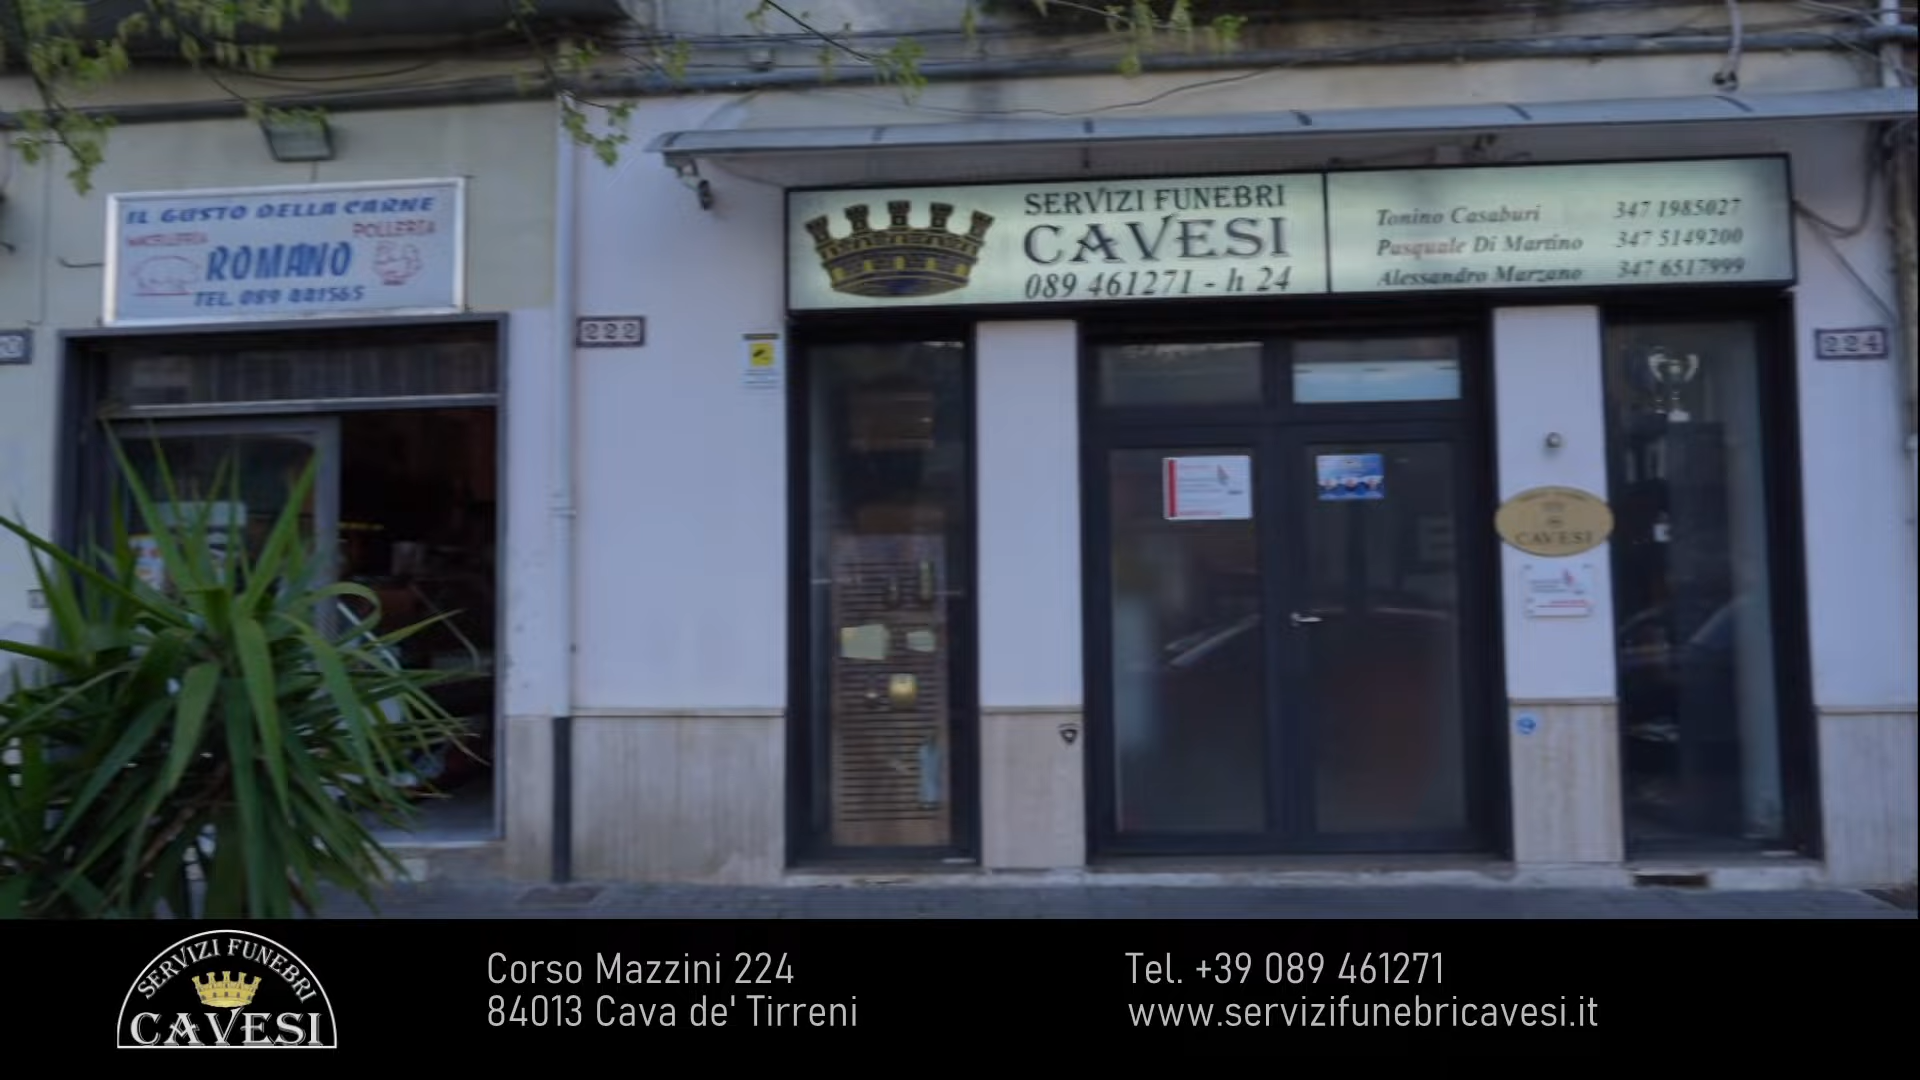 IL GUSTO DELLA CARNE
MACELLERIA
POLLERIA
ROMANO
TEL. 089 441565
SERVIZI FUNEBRI
CAVESI
089 461271 - h 24
Tonino Casaburi 347 1985027
Pasquale Di Martino 347 5149200
Alessandro Marzano 347 6517999
222
224
CAVESI
SERVIZI FUNEBRI
CAVESI
Corso Mazzini 224
84013 Cava de' Tirreni
Tel. +39 089 461271
www.servizifunebricavesi.it